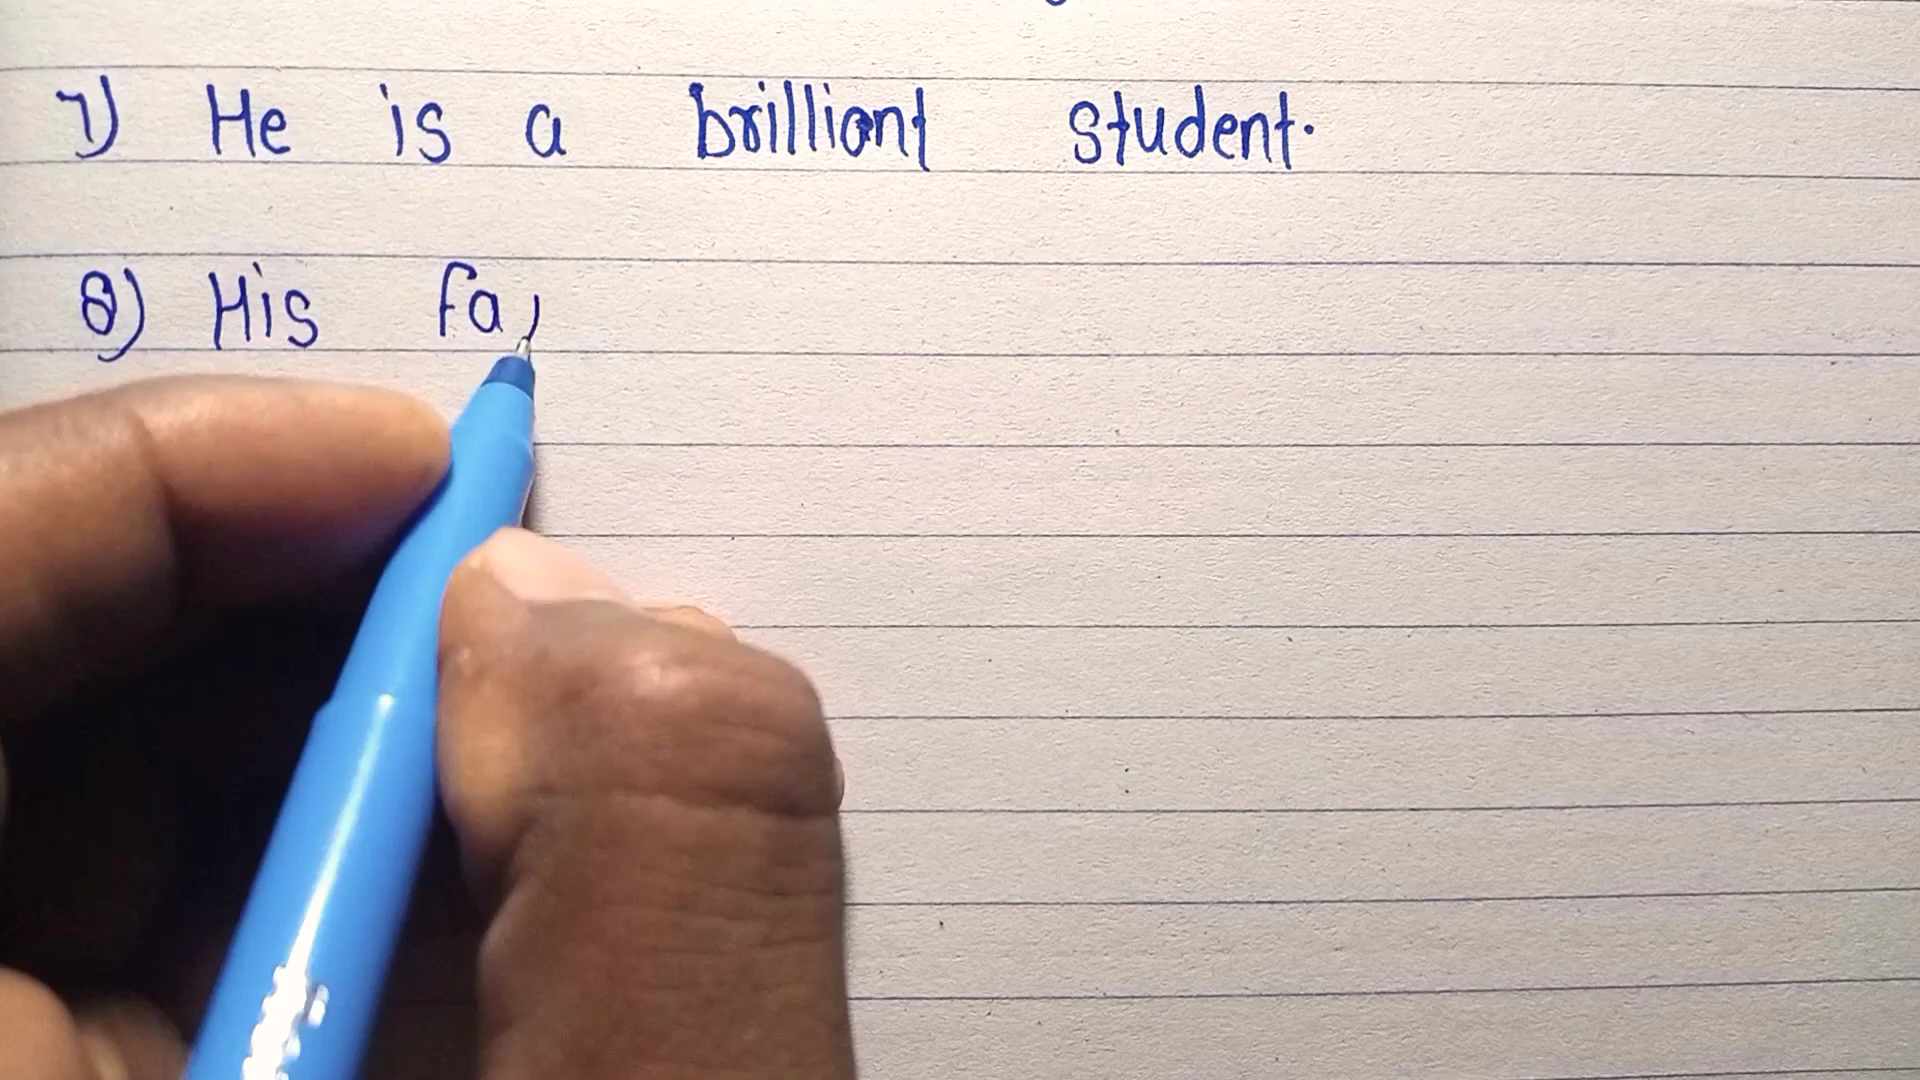 7) He is a brilliant student.
8) His fa